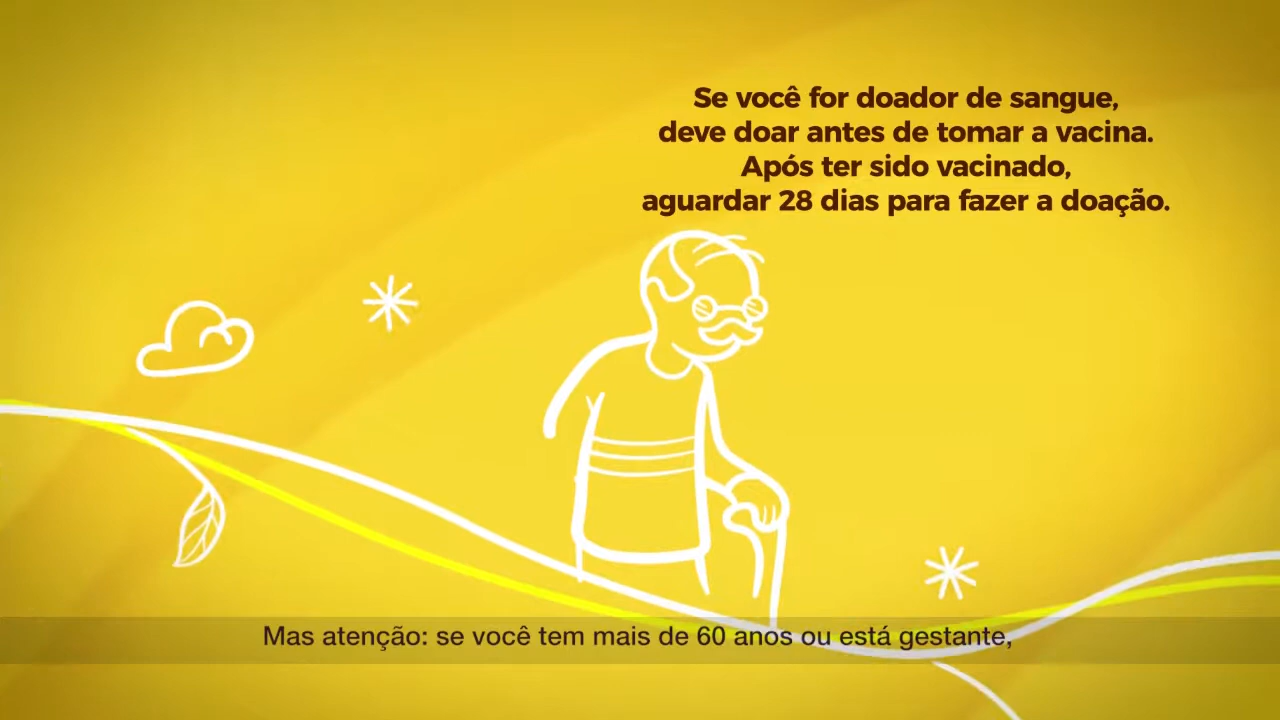 Se você for doador de sangue,
deve doar antes de tomar a vacina.
Após ter sido vacinado,
aguardar 28 dias para fazer a doação.
Mas atenção: se você tem mais de 60 anos ou está gestante,